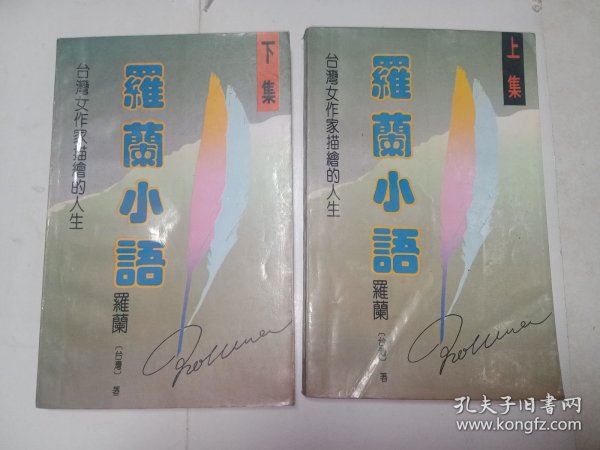 下集
台灣女作家描繪的人生
羅蘭小語
羅蘭
〔台灣〕著
上集
台灣女作家描繪的人生
羅蘭小語
羅蘭
著
孔夫子旧书网
www.kongfz.com